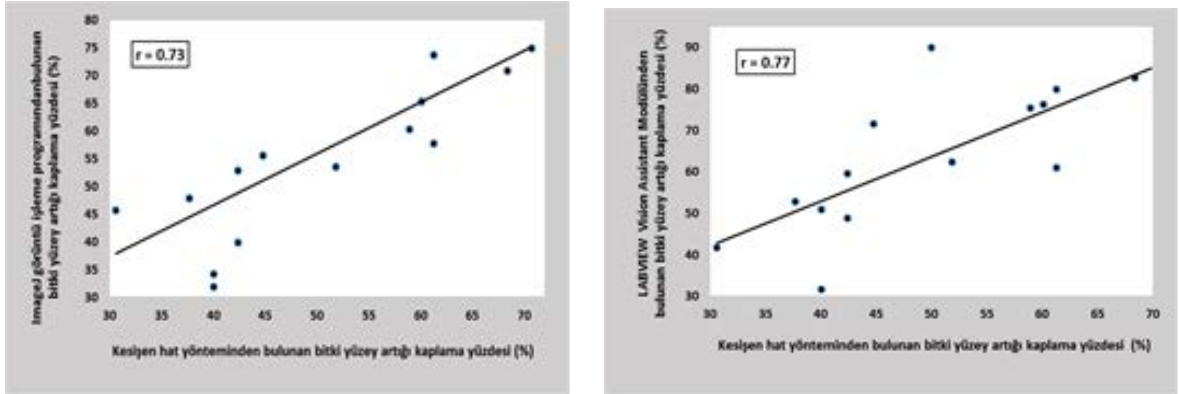 ImageJ görüntü işleme programındanbulunan
bitki yüzey artığı kaplama yüzdesi (%)
80
75
70
65
60
55
50
45
40
35
30
r = 0.73
30 35 40 45 50 55 60 65 70
Kesişen hat yönteminden bulunan bitki yüzey artığı kaplama yüzdesi (%)
LABVIEW Vision Assistant Modülünden
bulunan bitki yüzey artığı kaplama yüzdesi (%)
90
80
70
60
50
40
30
r = 0.77
30 35 40 45 50 55 60 65 70
Kesişen hat yönteminden bulunan bitki yüzey artığı kaplama yüzdesi (%)